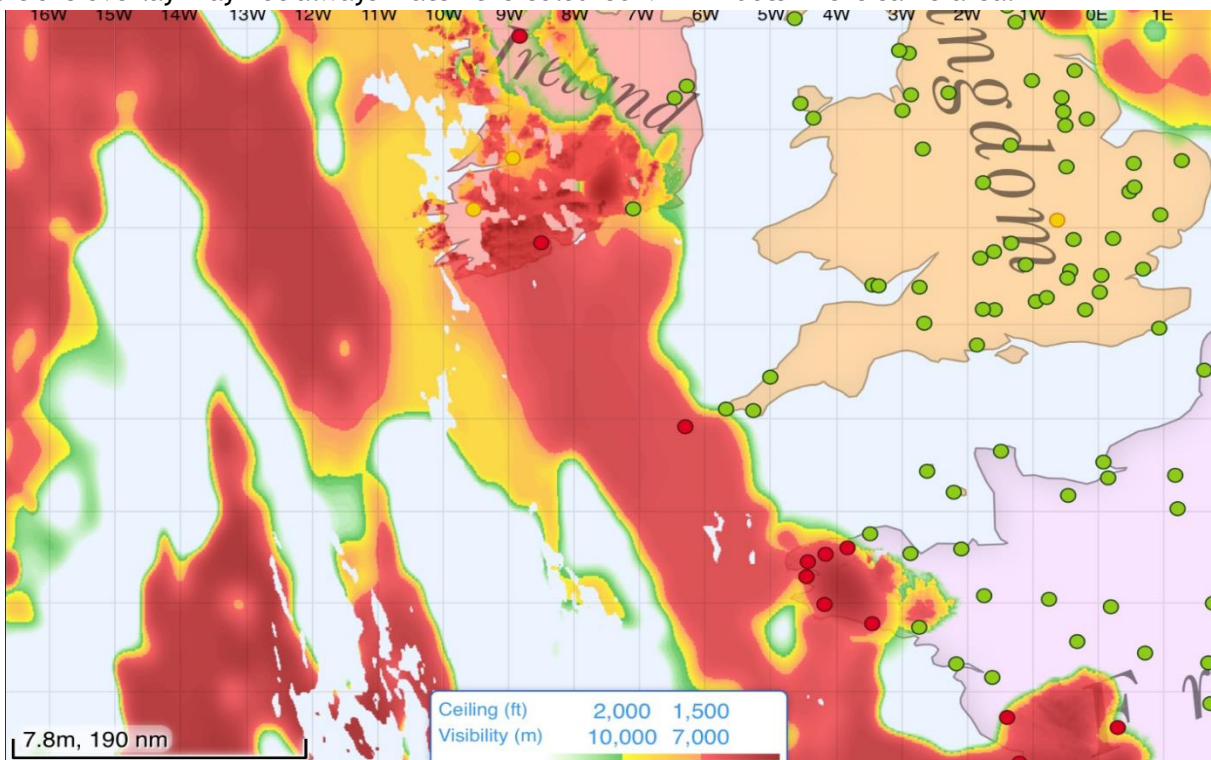 16W 15W 14W 13W 12W 11W 10W 9W 8W 7W 6W 5W 4W 3W 2W 1W 0E 1E
Ireland
ngdom
Ceiling (ft) 2,000 1,500
Visibility (m) 10,000 7,000
7.8m, 190 nm